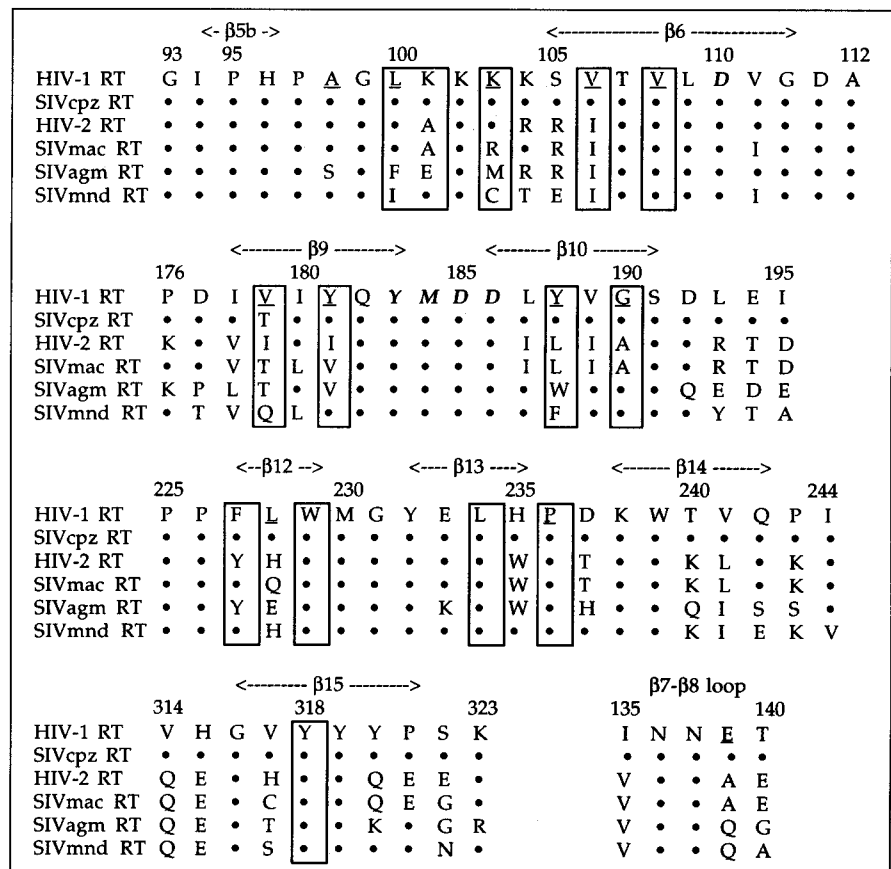 <- β5b -> <----------------- β6 ---------------->
93 95 100 105 110 112
HIV-1 RT G I P H P A G L K K K K S V T V L D V G D A
SIVcpz RT • • • • • • • • • • • • • • • • • • • • • •
HIV-2 RT • • • • • • • • A • • R R I • • • • • • • •
SIVmac RT • • • • • • • • A • R • R I • • • • I • • •
SIVagm RT • • • • • S • F E • M R R I • • • • • • • •
SIVmnd RT • • • • • • • I • • C T E I • • • • I • • •
<---------- β9 ----------> <-------- β10 -------->
176 180 185 190 195
HIV-1 RT P D I V I Y Q Y M D D L Y V G S D L E I
SIVcpz RT • • • T • • • • • • • • • • • • • • • •
HIV-2 RT K • V I • I • • • • • I L I A • • R T D
SIVmac RT • • V T L V • • • • • I L I A • • R T D
SIVagm RT K P L T • V • • • • • • W • • • Q E D E
SIVmnd RT • T V Q L • • • • • • • F • • • • Y T A
<--β12 --> <---- β13 ----> <------- β14 ------->
225 230 235 240 244
HIV-1 RT P P F L W M G Y E L H P D K W T V Q P I
SIVcpz RT • • • • • • • • • • • • • • • • • • • •
HIV-2 RT • • Y H • • • • • • W • T • • K L • K •
SIVmac RT • • • Q • • • • • • W • T • • K L • K •
SIVagm RT • • Y E • • • • K • W • H • • Q I S S •
SIVmnd RT • • • H • • • • • • • • • • • K I E K V
<--------- β15 ----------> β7-β8 loop
314 318 323 135 140
HIV-1 RT V H G V Y Y Y P S K I N N E T
SIVcpz RT • • • • • • • • • • • • • • •
HIV-2 RT Q E • H • • Q E E • V • • A E
SIVmac RT Q E • C • • Q E G • V • • A E
SIVagm RT Q E • T • • K • G R V • • Q G
SIVmnd RT Q E • S • • • • N • V • • Q A